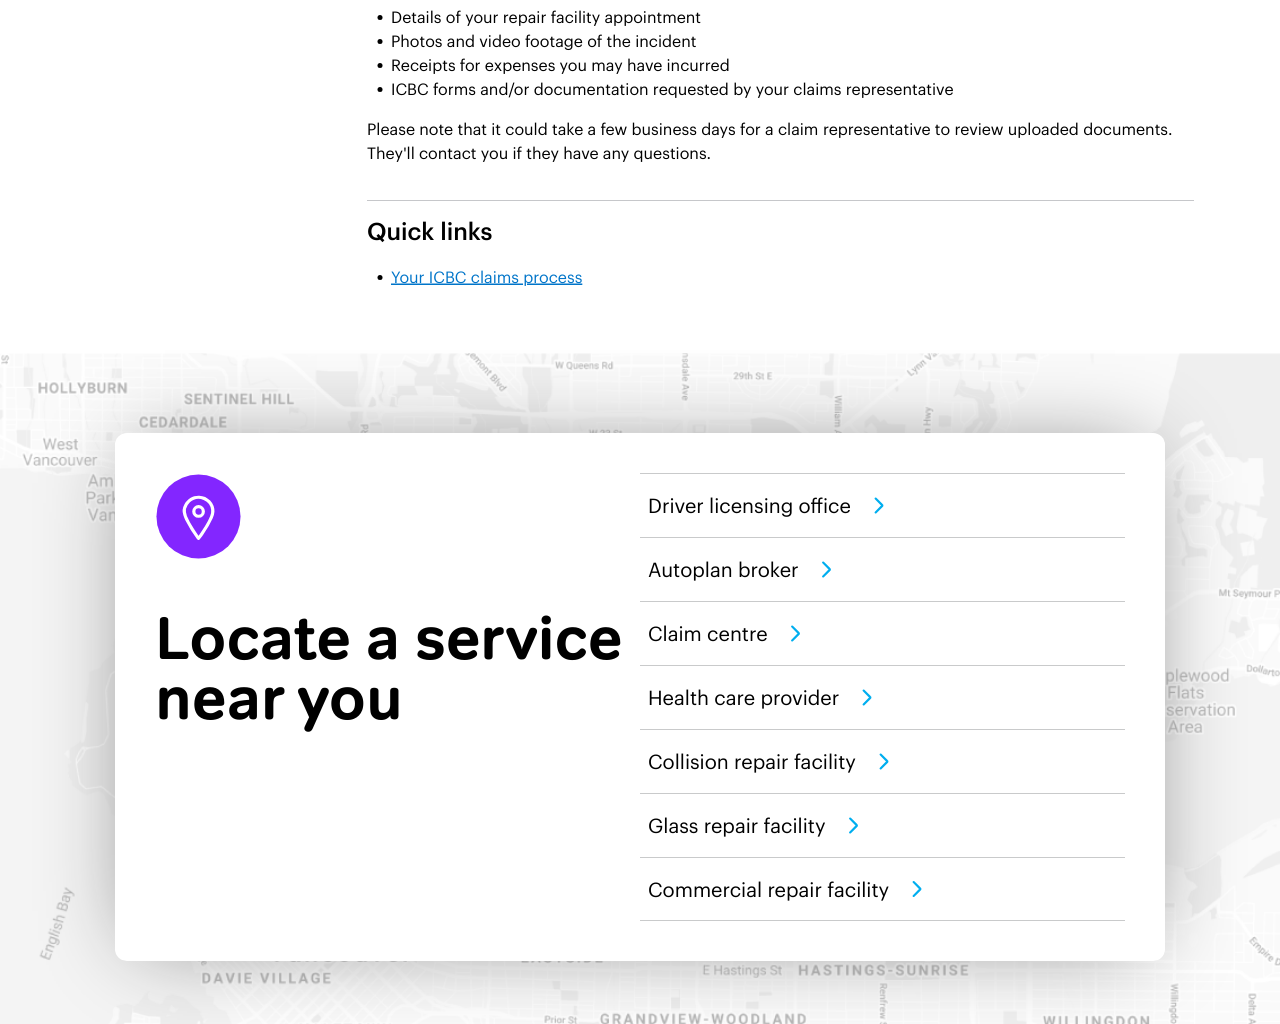 Details of your repair facility appointment
Photos and video footage of the incident
Receipts for expenses you may have incurred
ICBC forms and/or documentation requested by your claims representative
Please note that it could take a few business days for a claim representative to review uploaded documents.
They'll contact you if they have any questions.
Quick links
Your ICBC claims process
W Queens Rd
29th St E
HOLLYBURN
SENTINEL HILL
CEDARDALE
West
Vancouver
Locate a service
near you
Driver licensing office
Autoplan broker
Claim centre
Health care provider
Collision repair facility
Glass repair facility
Commercial repair facility
Mt Seymour P
plewood
Flats
servation
Area
English Bay
DAVIE VILLAGE
E Hastings St
HASTINGS-SUNRISE
Prior St
GRANDVIEW-WOODLAND
WILLINGDON